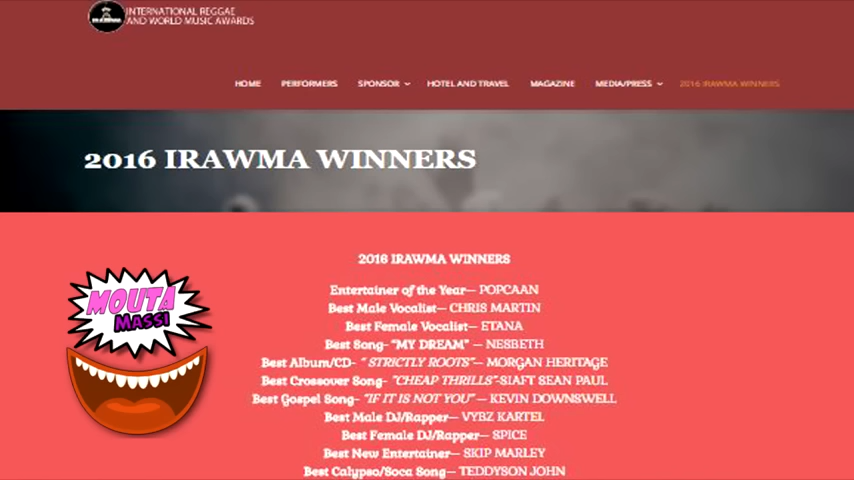 INTERNATIONAL REGGAE
AND WORLD MUSIC AWARDS
HOME PERFORMERS SPONSOR HOTEL AND TRAVEL MAGAZINE MEDIA/PRESS 2016 IRAWMA WINNERS
2016 IRAWMA WINNERS
2016 IRAWMA WINNERS
Entertainer of the Year— POPCAAN
Best Male Vocalist— CHRIS MARTIN
Best Female Vocalist— ETANA
Best Song- "MY DREAM" — NESBETH
Best Album/CD- " STRICTLY ROOTS"— MORGAN HERITAGE
Best Crossover Song- "CHEAP THRILLS"-SIAFT SEAN PAUL
Best Gospel Song- "IF IT IS NOT YOU" — KEVIN DOWNSWELL
Best Male DJ/Rapper— VYBZ KARTEL
Best Female DJ/Rapper— SPICE
Best New Entertainer— SKIP MARLEY
Best Calypso/Soca Song— TEDDYSON JOHN
MOUTA
MASSI